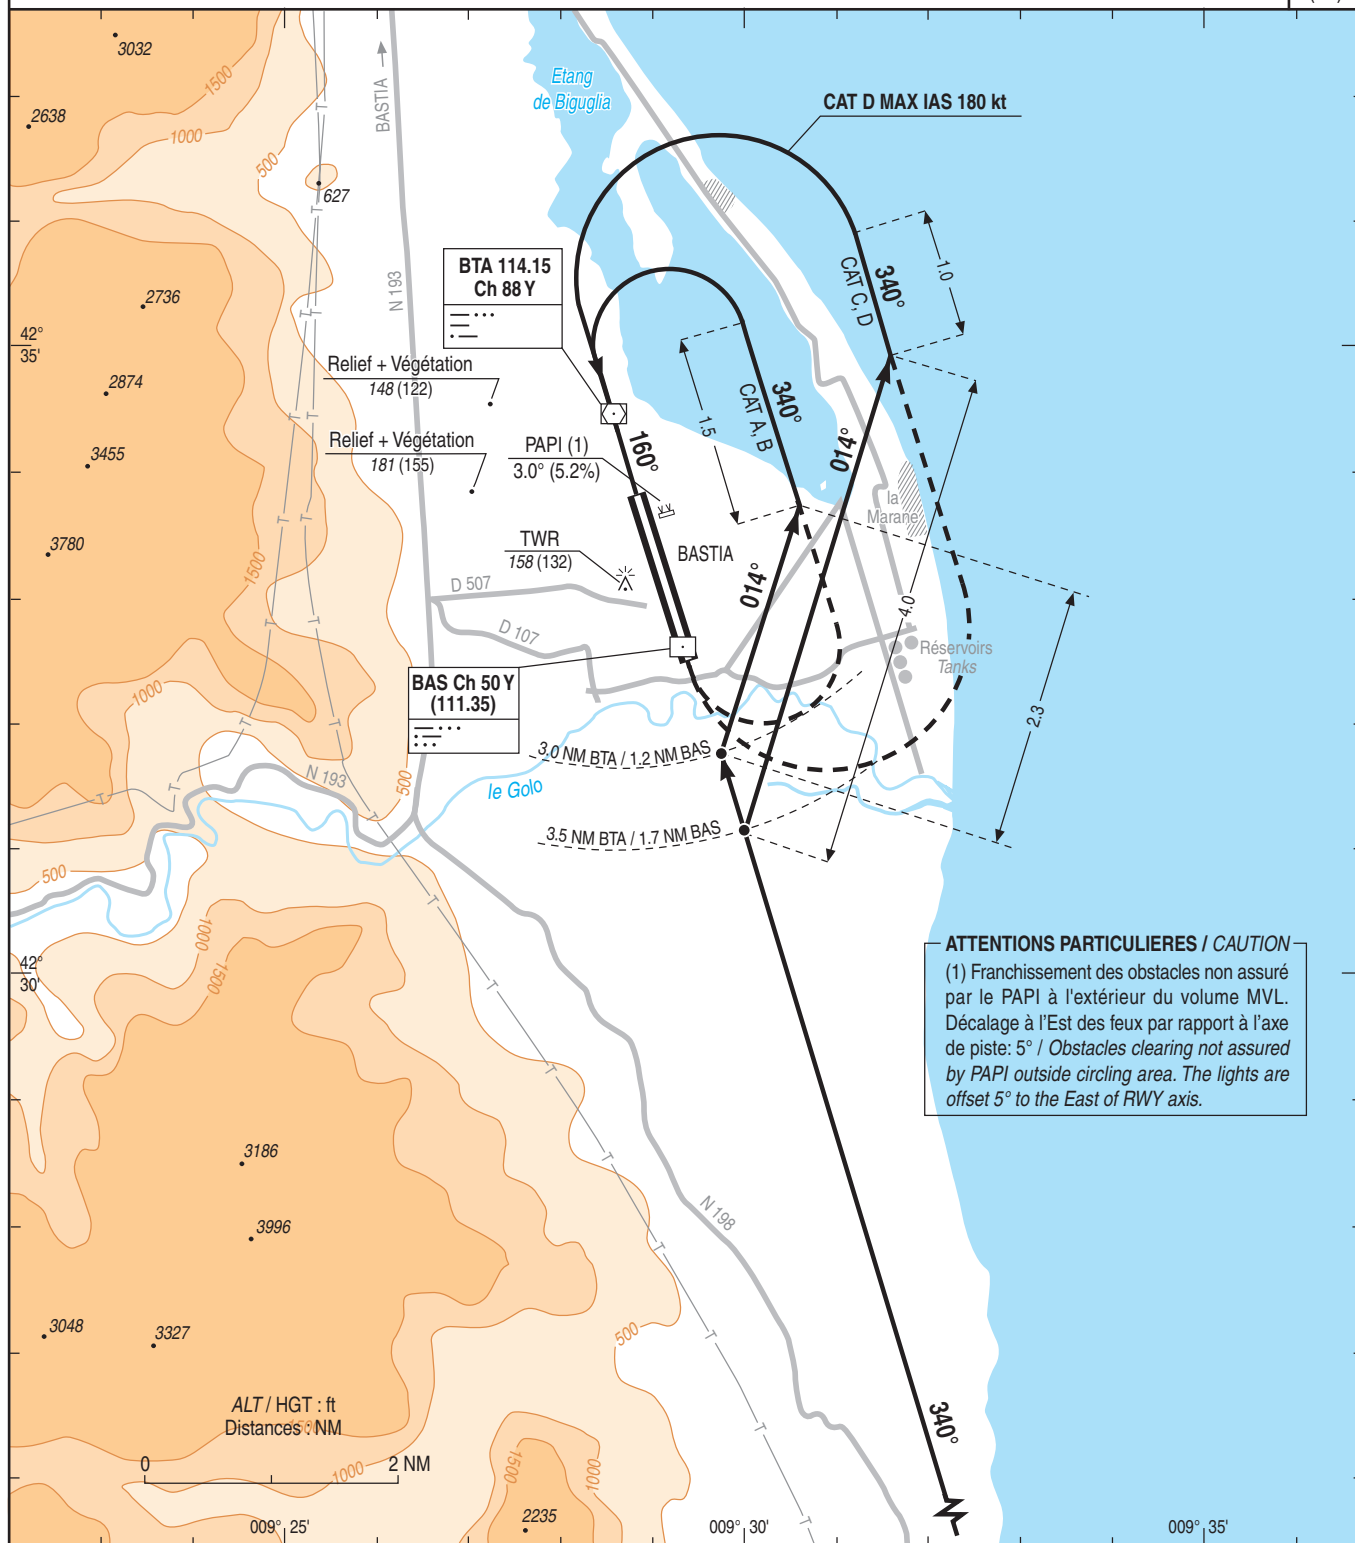 3032
1500
2638
1000
500
627
BASTIA
Etang
de Biguglia
CAT D MAX IAS 180 kt
2736
N 193
BTA 114.15
Ch 88 Y
340°
CAT C, D
1.0
42°
35'
2874
Relief + Végétation
148 (122)
340°
CAT A, B
1.5
3455
Relief + Végétation
181 (155)
PAPI (1)
3.0° (5.2%)
160°
014°
la
Marane
3780
1500
TWR
158 (132)
BASTIA
014°
D 507
D 107
4.0
Réservoirs
Tanks
1000
BAS Ch 50 Y
(111.35)
2.3
3.0 NM BTA / 1.2 NM BAS
N 193
500
le Golo
3.5 NM BTA / 1.7 NM BAS
500
1000
1500
42°
30'
ATTENTIONS PARTICULIERES / CAUTION
(1) Franchissement des obstacles non assuré
par le PAPI à l'extérieur du volume MVL.
Décalage à l'Est des feux par rapport à l'axe
de piste: 5° / Obstacles clearing not assured
by PAPI outside circling area. The lights are
offset 5° to the East of RWY axis.
3186
3996
N 198
3048
3327
500
ALT / HGT : ft
Distances : NM
1500
340°
0
2 NM
1000
1500
1000
2235
009° 25'
009° 30'
009° 35'